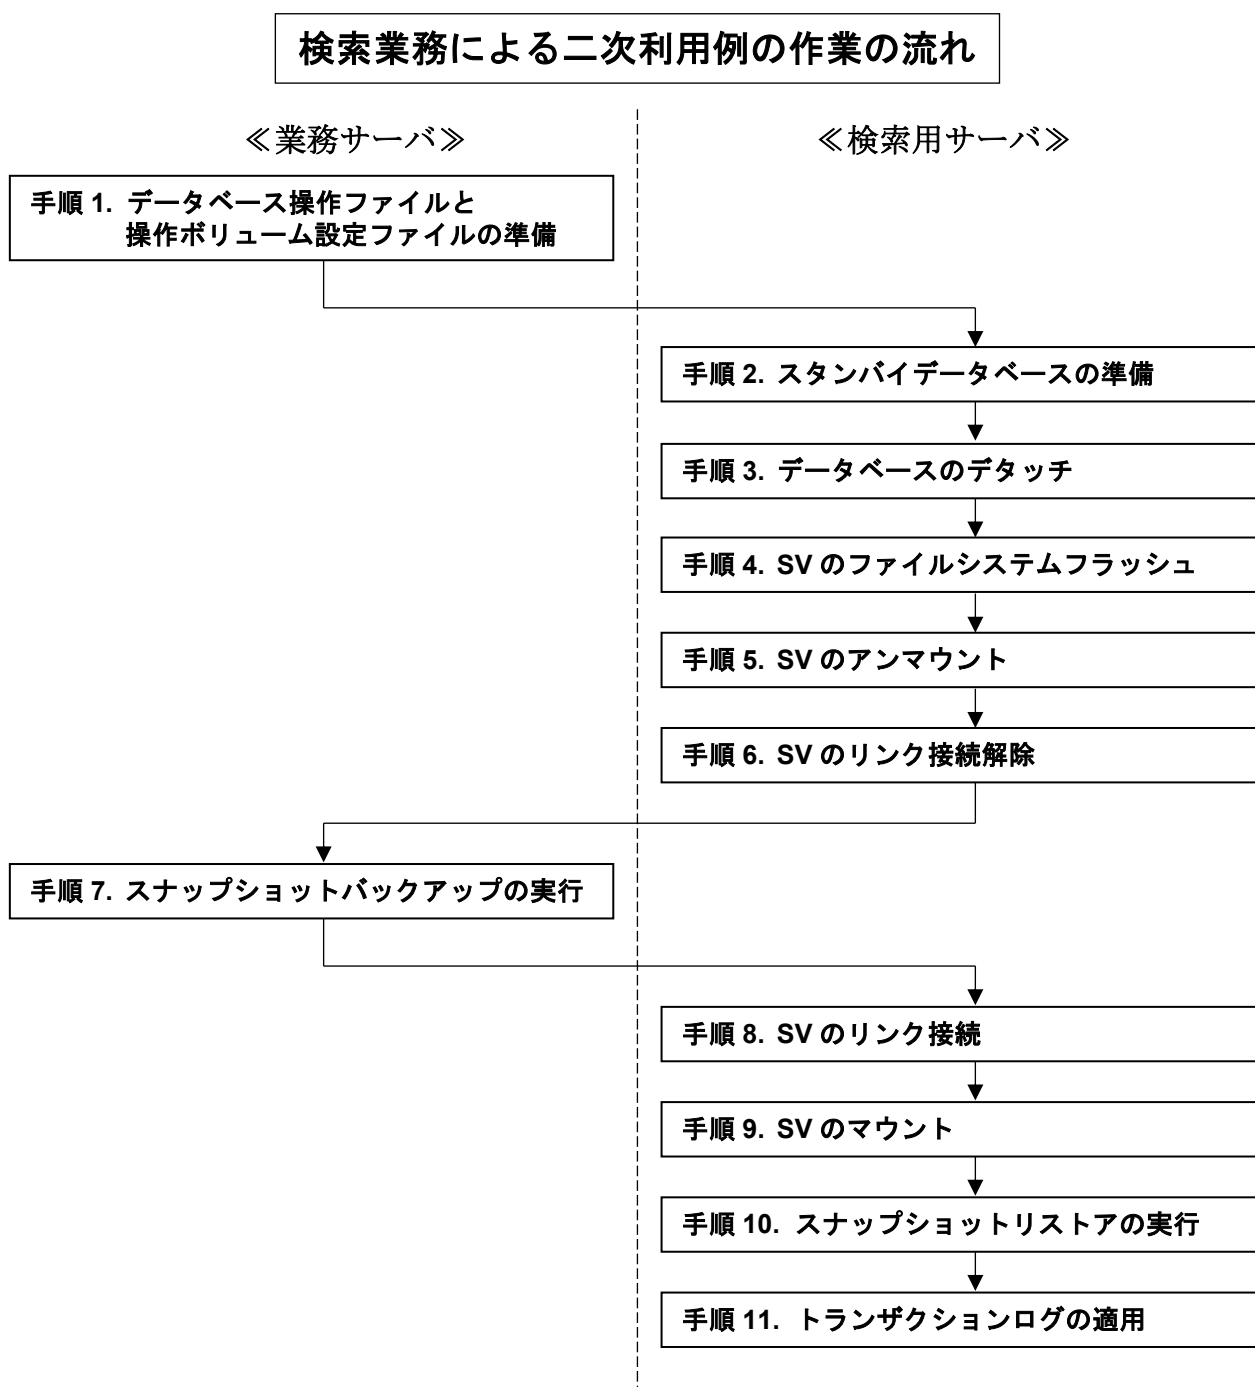 検索業務による二次利用例の作業の流れ
≪業務サーバ≫
≪検索用サーバ≫
手順 1. データベース操作ファイルと
操作ボリューム設定ファイルの準備
手順 2. スタンバイデータベースの準備
手順 3. データベースのデタッチ
手順 4. SV のファイルシステムフラッシュ
手順 5. SV のアンマウント
手順 6. SV のリンク接続解除
手順 7. スナップショットバックアップの実行
手順 8. SV のリンク接続
手順 9. SV のマウント
手順 10. スナップショットリストアの実行
手順 11. トランザクションログの適用